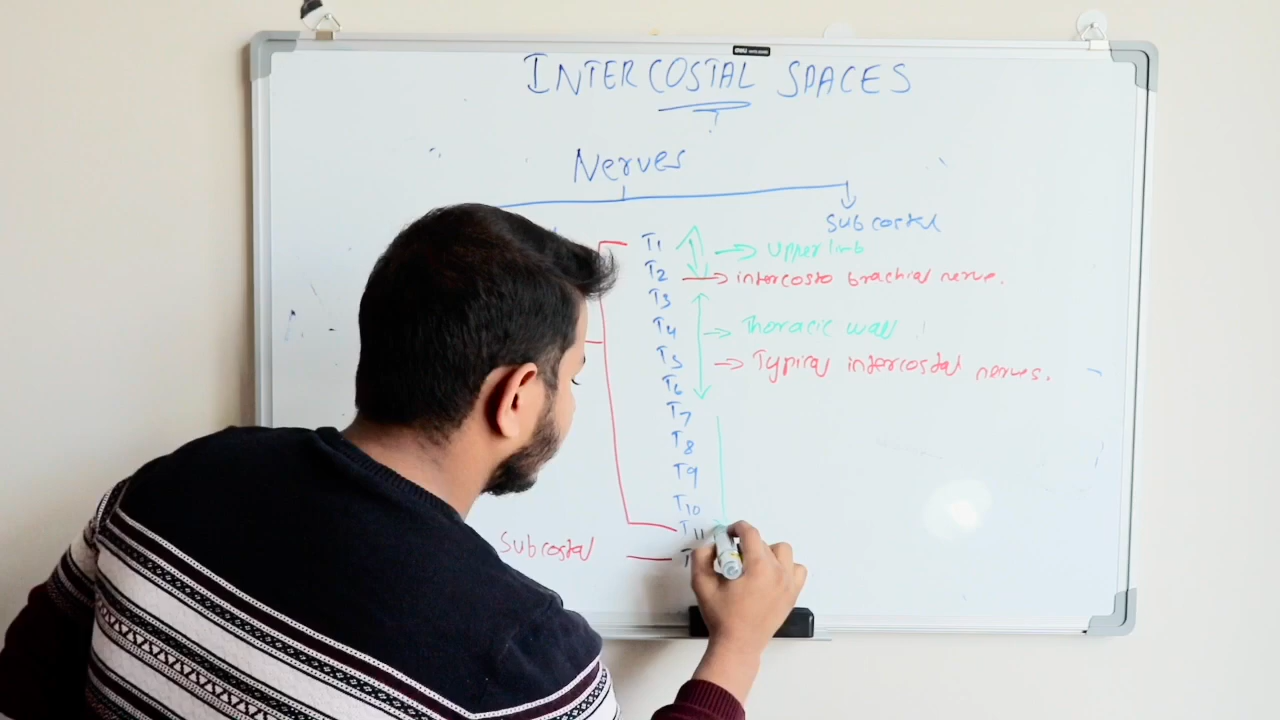 INTERCOSTAL SPACES
Nerves
Subcostal
T1 → Upper limb
T2 → intercosto brachial nerve.
T3
T4 → Thoracic wall
T5 → Typical intercostal nerves.
T6
T7
T8
T9
T10
T11
Subcostal